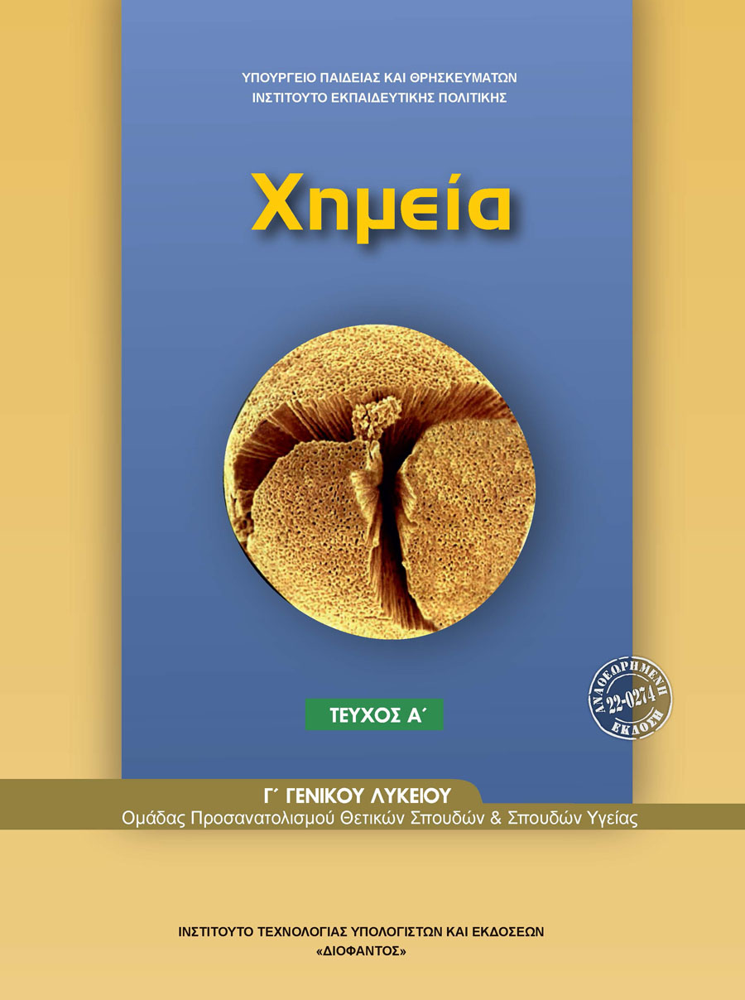 ΥΠΟΥΡΓΕΙΟ ΠΑΙΔΕΙΑΣ ΚΑΙ ΘΡΗΣΚΕΥΜΑΤΩΝ
ΙΝΣΤΙΤΟΥΤΟ ΕΚΠΑΙΔΕΥΤΙΚΗΣ ΠΟΛΙΤΙΚΗΣ
Χημεία
ΤΕΥΧΟΣ Α΄
ΑΝΑΘΕΩΡΗΜΕΝΗ
22-0274
ΕΚΔΟΣΗ
Γ΄ ΓΕΝΙΚΟΥ ΛΥΚΕΙΟΥ
Ομάδας Προσανατολισμού Θετικών Σπουδών & Σπουδών Υγείας
ΙΝΣΤΙΤΟΥΤΟ ΤΕΧΝΟΛΟΓΙΑΣ ΥΠΟΛΟΓΙΣΤΩΝ ΚΑΙ ΕΚΔΟΣΕΩΝ
«ΔΙΟΦΑΝΤΟΣ»